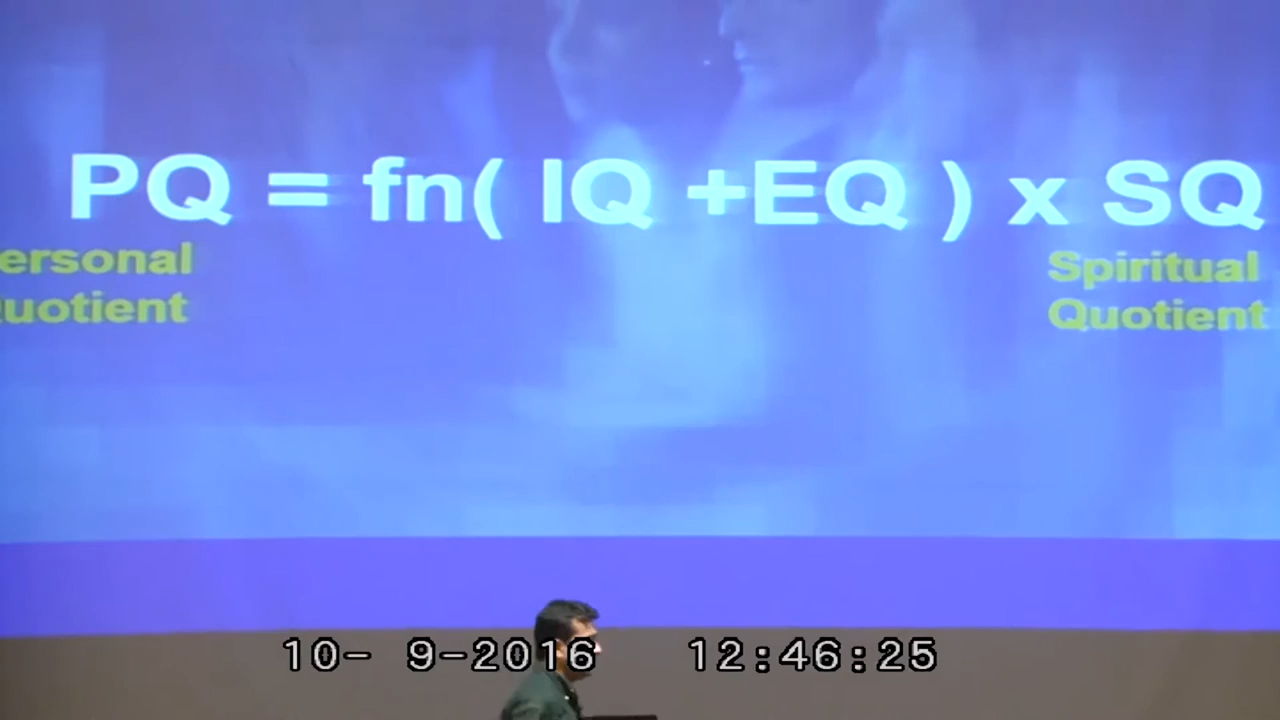 PQ = fn( IQ +EQ ) x SQ
ersonal
uotient
Spiritual
Quotient
10- 9-2016 12:46:25